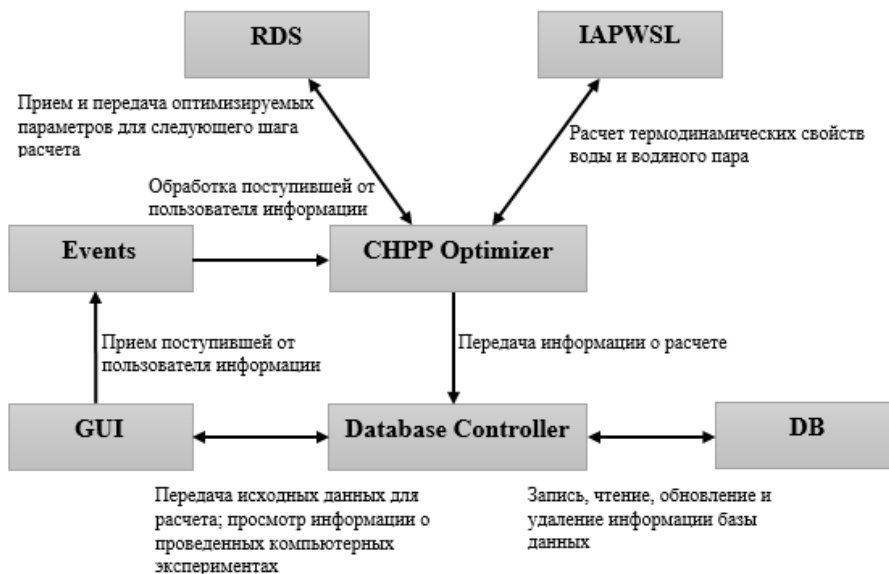 RDS
IAPWSL
Прием и передача оптимизируемых
параметров для следующего шага
расчета
Расчет термодинамических свойств
воды и водяного пара
Обработка поступившей от
пользователя информации
Events
CHPP Optimizer
Прием поступившей от
пользователя информации
Передача информации о расчете
GUI
Database Controller
DB
Передача исходных данных для
расчета; просмотр информации о
проведенных компьютерных
экспериментах
Запись, чтение, обновление и
удаление информации базы
данных